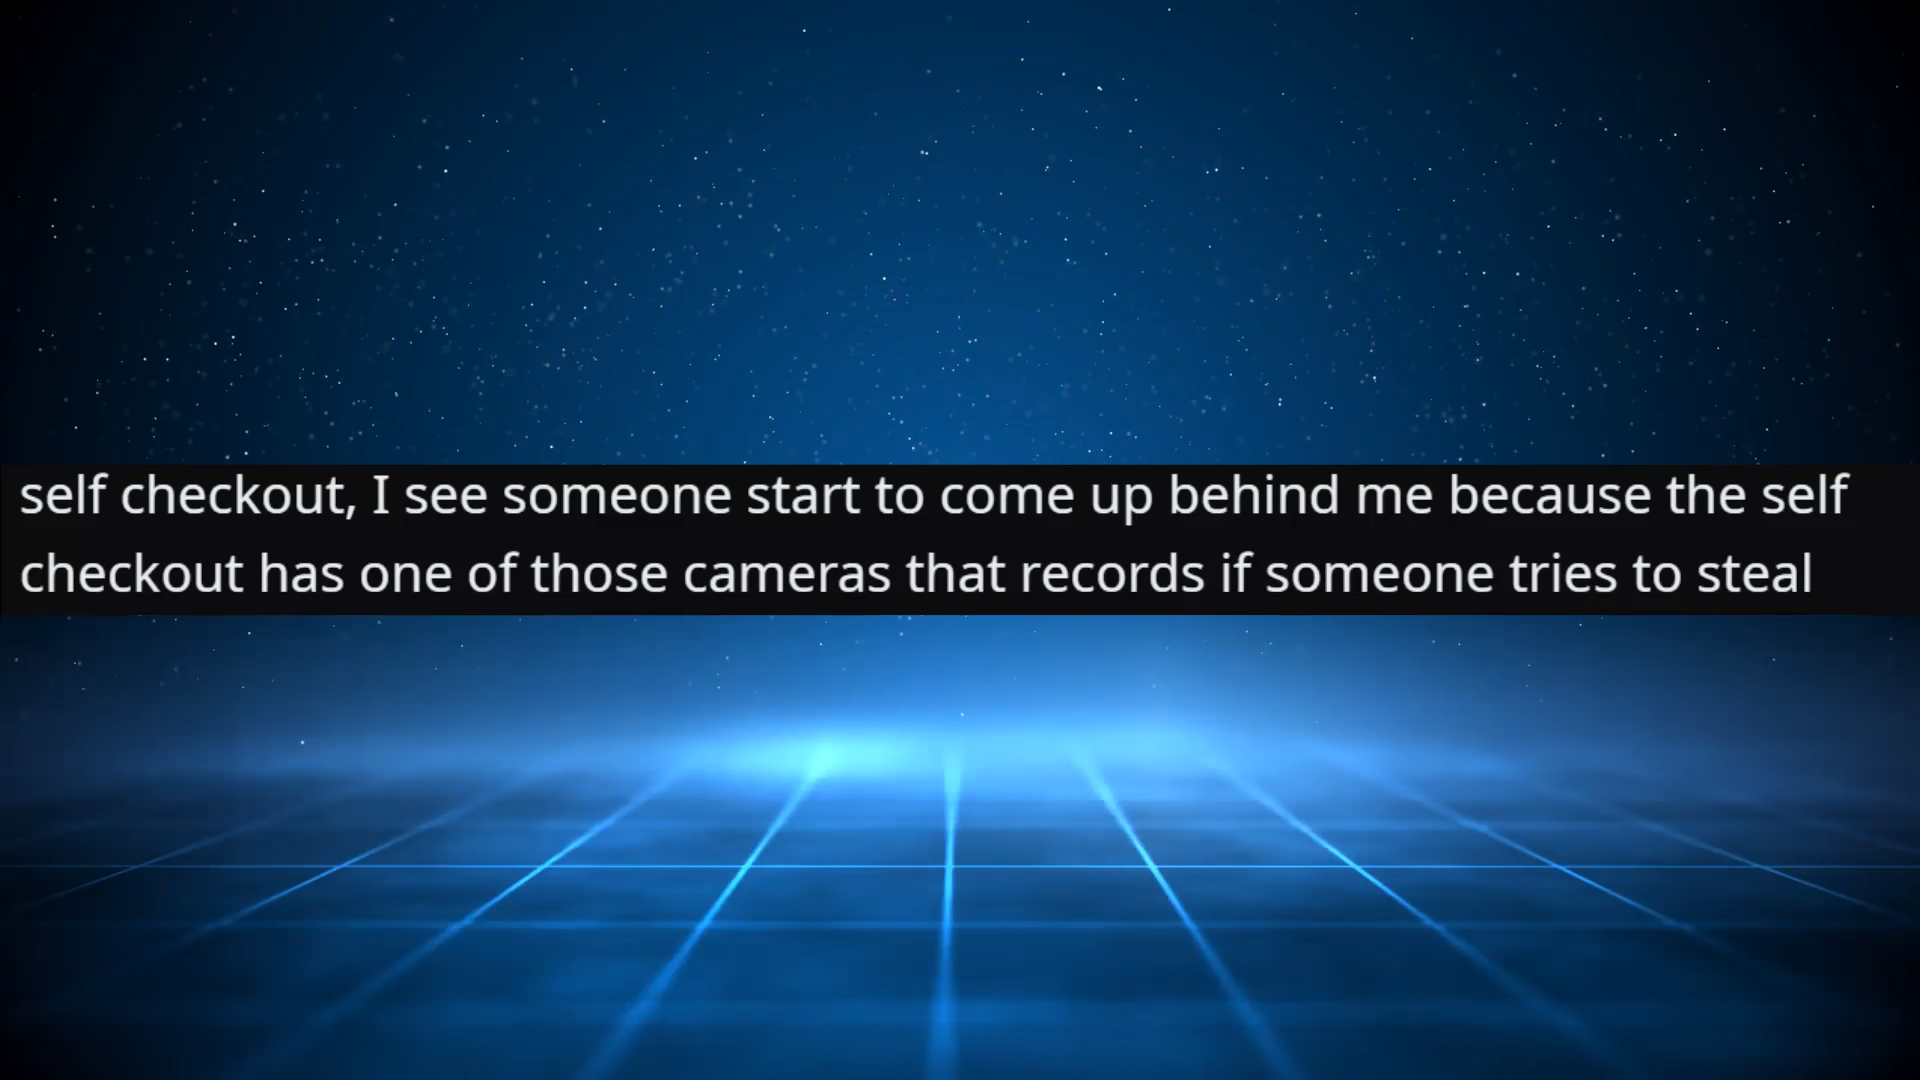 self checkout, I see someone start to come up behind me because the self
checkout has one of those cameras that records if someone tries to steal